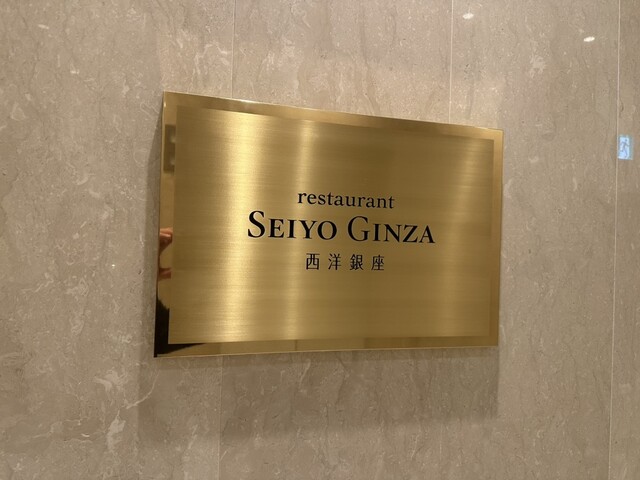 restaurant
SEIYO GINZA
西洋銀座